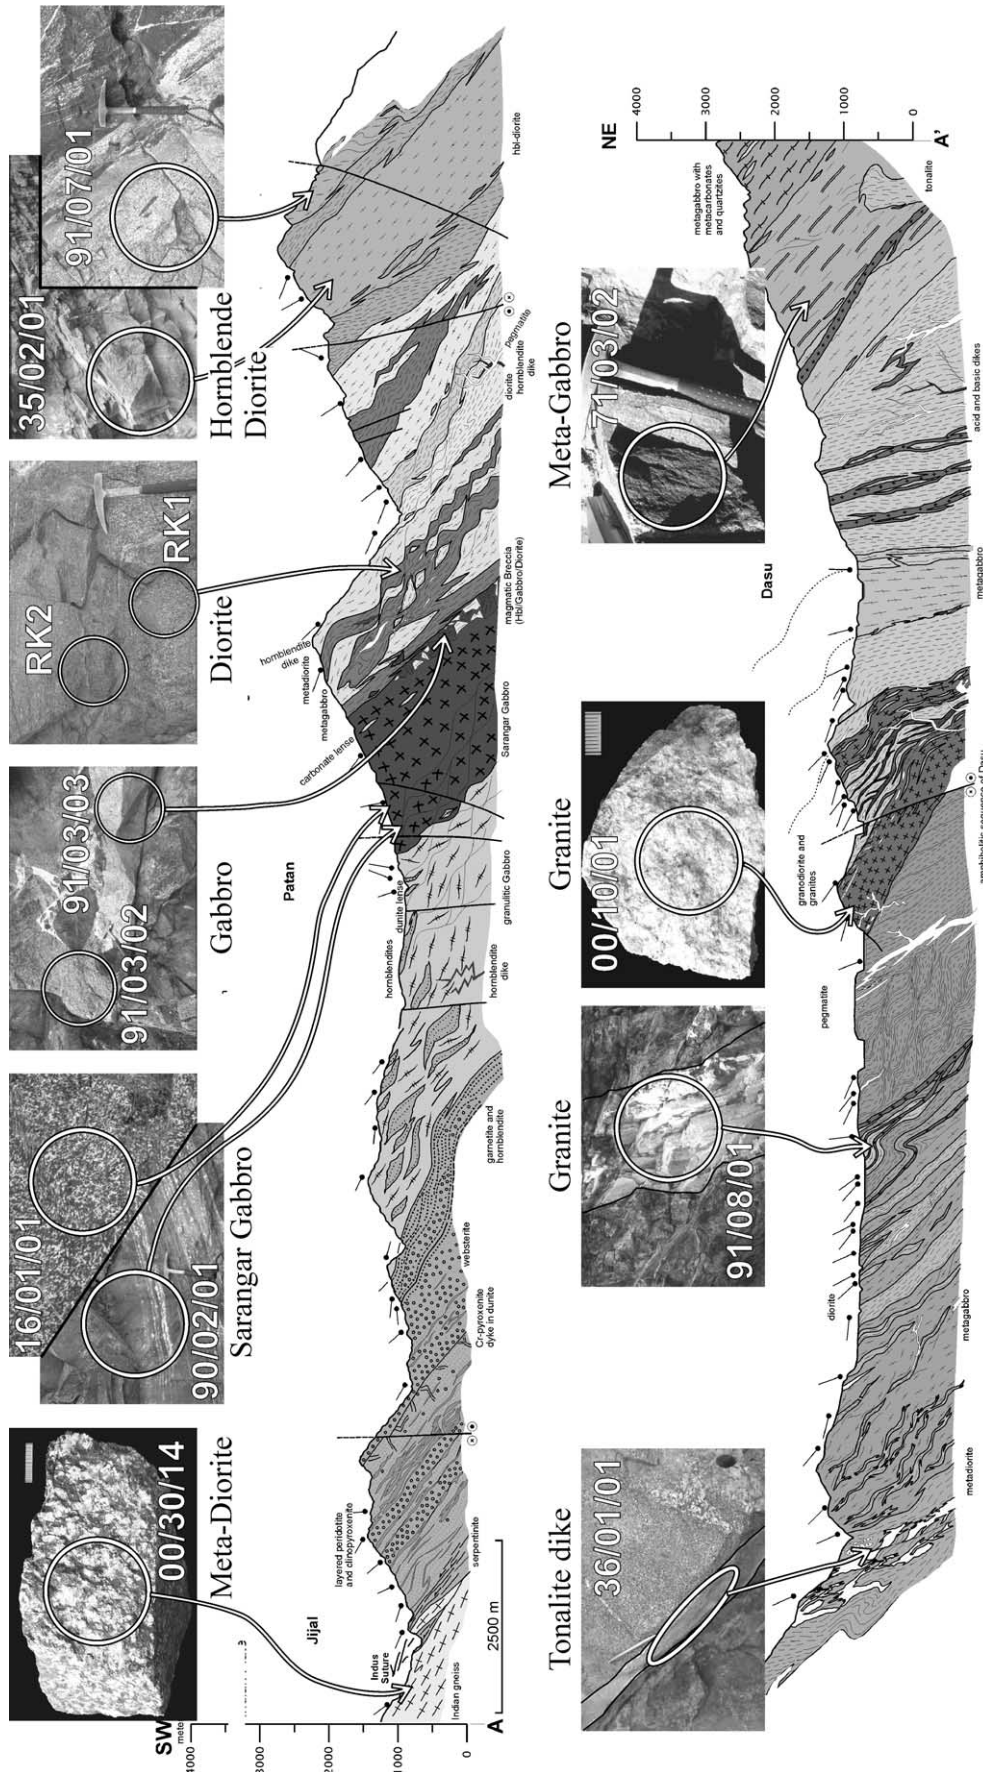 SW
4000
3000
2000
1000
0
A
2500 m
00/30/14
Meta-Diorite
16/01/01
90/02/01
Sarangar Gabbro
91/03/02
91/03/03
Gabbro
RK2
RK1
Diorite
35/02/01
91/07/01
Hornblende
Diorite
Jijal
Patan
Indus
Suture
Indian gneiss
layered peridotite
and clinopyroxenite
serpentinite
Cr-pyroxenite
dyke in dunite
websterite
garnetite and
hornblendite
hornblendites
dunite lense
hornblendite
dike
granulitic Gabbro
carbonate lense
metagabbro
metadiorite
hornblendite
dike
Sarangar Gabbro
magmatic Breccia
(Hbl/Gabbro/Diorite)
diorite
hornblendite
dike
pegmatite
hbl-diorite
Tonalite dike
36/01/01
Granite
91/08/01
Granite
00/10/01
Meta-Gabbro
71/03/02
Dasu
NE
4000
3000
2000
1000
0
A'
metadiorite
diorite
metagabbro
pegmatite
granodiorite and
granites
amphibolitic sequence of Dasu
metagabbro
acid and basic dikes
metagabbro with
metacarbonates
and quartzites
tonalite